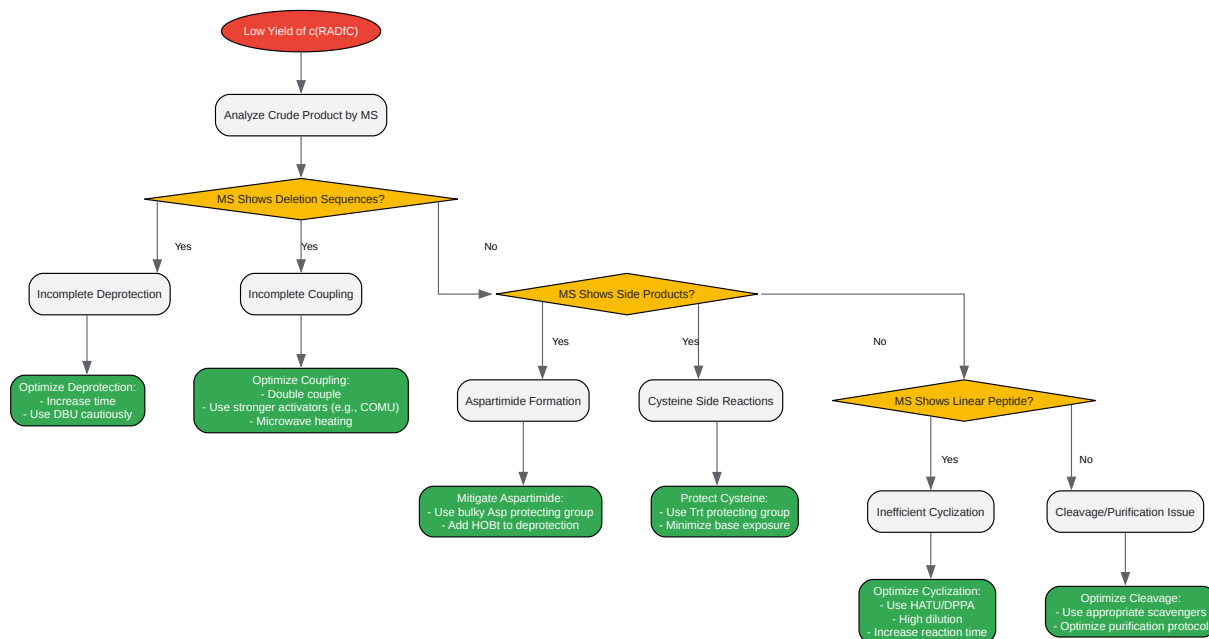 Low Yield of c(RADfC)
Analyze Crude Product by MS
MS Shows Deletion Sequences?
Yes
Yes
No
Incomplete Deprotection
Incomplete Coupling
MS Shows Side Products?
Optimize Deprotection:
- Increase time
- Use DBU cautiously
Optimize Coupling:
- Double couple
- Use stronger activators (e.g., COMU)
- Microwave heating
Yes
Yes
No
Aspartimide Formation
Cysteine Side Reactions
MS Shows Linear Peptide?
Mitigate Aspartimide:
- Use bulky Asp protecting group
- Add HOBt to deprotection
Protect Cysteine:
- Use Trt protecting group
- Minimize base exposure
Yes
No
Inefficient Cyclization
Cleavage/Purification Issue
Optimize Cyclization:
- Use HATU/DPPA
- High dilution
- Increase reaction time
Optimize Cleavage:
- Use appropriate scavengers
- Optimize purification protocol